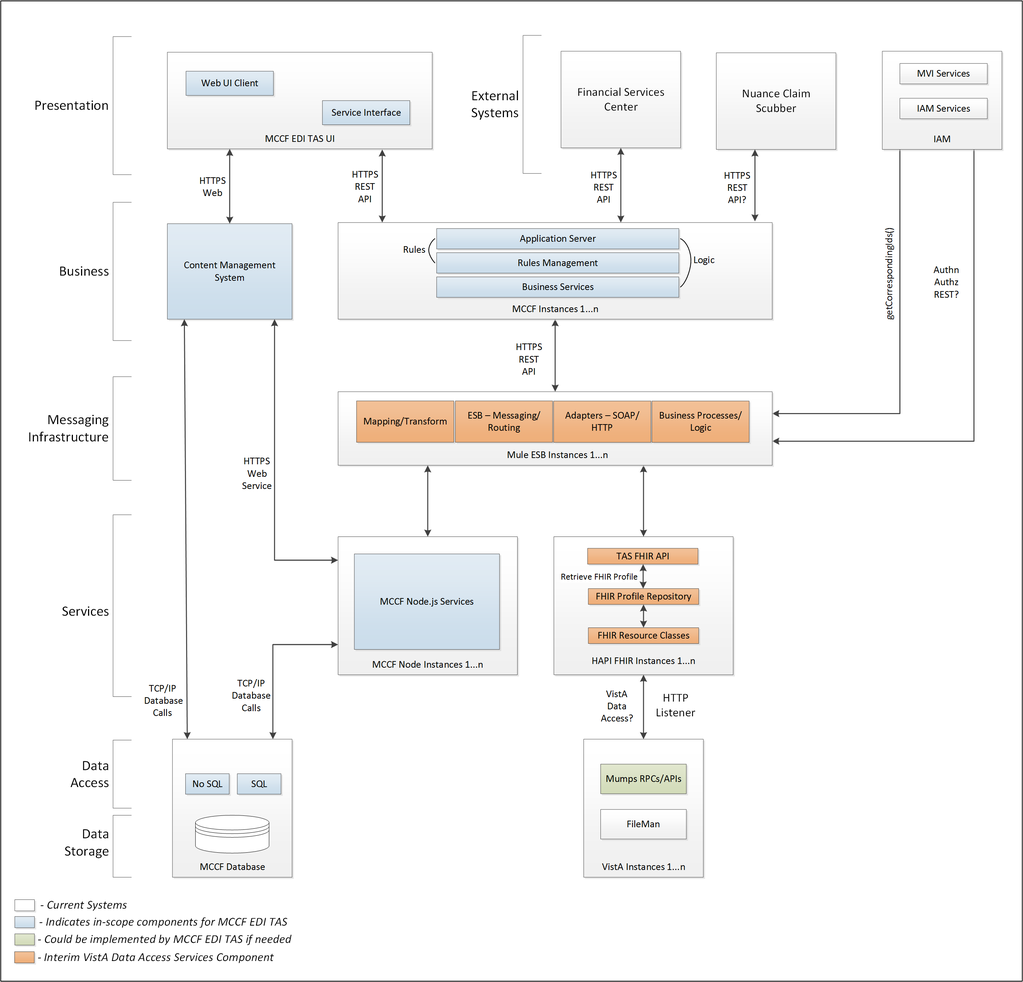 Presentation
Web UI Client
Service Interface
MCCF EDI TAS UI
External
Systems
Financial Services
Center
Nuance Claim
Scubber
MVI Services
IAM Services
IAM
HTTPS
Web
HTTPS
REST
API
HTTPS
REST
API
HTTPS
REST
API?
Business
Content Management
System
Rules
Application Server
Rules Management
Business Services
Logic
MCCF Instances 1...n
getCorrespondingIds()
Authn
Authz
REST?
HTTPS
REST
API
Messaging
Infrastructure
Mapping/Transform
ESB – Messaging/
Routing
Adapters – SOAP/
HTTP
Business Processes/
Logic
Mule ESB Instances 1...n
HTTPS
Web
Service
Services
MCCF Node.js Services
MCCF Node Instances 1...n
TAS FHIR API
Retrieve FHIR Profile
FHIR Profile Repository
FHIR Resource Classes
HAPI FHIR Instances 1...n
TCP/IP
Database
Calls
TCP/IP
Database
Calls
VistA
Data
Access?
HTTP
Listener
Data
Access
No SQL
SQL
Mumps RPCs/APIs
Data
Storage
FileMan
MCCF Database
VistA Instances 1...n
- Current Systems
- Indicates in-scope components for MCCF EDI TAS
- Could be implemented by MCCF EDI TAS if needed
- Interim VistA Data Access Services Component